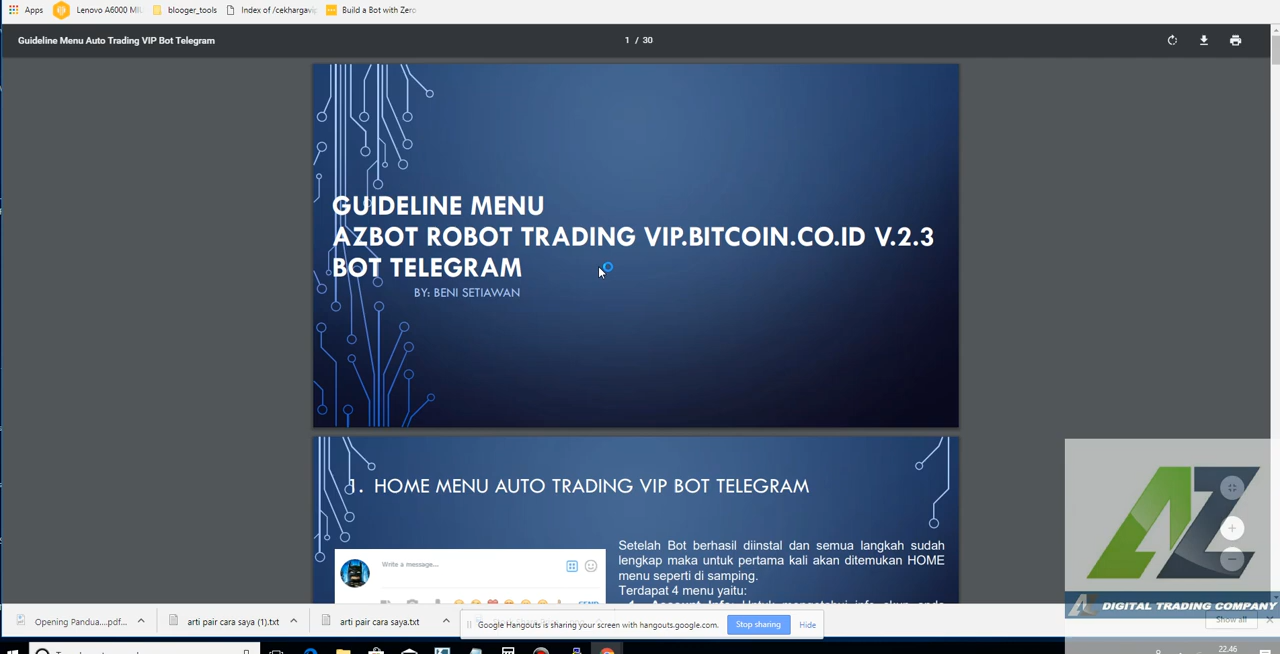 Apps Lenovo A6000 MI blooger_tools Index of /cekhargavi Build a Bot with Zero
Guideline Menu Auto Trading VIP Bot Telegram 1 / 30
GUIDELINE MENU
AZBOT ROBOT TRADING VIP.BITCOIN.CO.ID V.2.3
BOT TELEGRAM
BY: BENI SETIAWAN
1. HOME MENU AUTO TRADING VIP BOT TELEGRAM
Write a message...
SEND
Setelah Bot berhasil diinstal dan semua langkah sudah
lengkap maka untuk pertama kali akan ditemukan HOME
menu seperti di samping.
Terdapat 4 menu yaitu:
AZ
AZ DIGITAL TRADING COMPANY
Opening Pandua....pdf arti pair cara saya (1).txt arti pair cara saya.txt
Google Hangouts is sharing your screen with hangouts.google.com. Stop sharing Hide
Show all
22.46